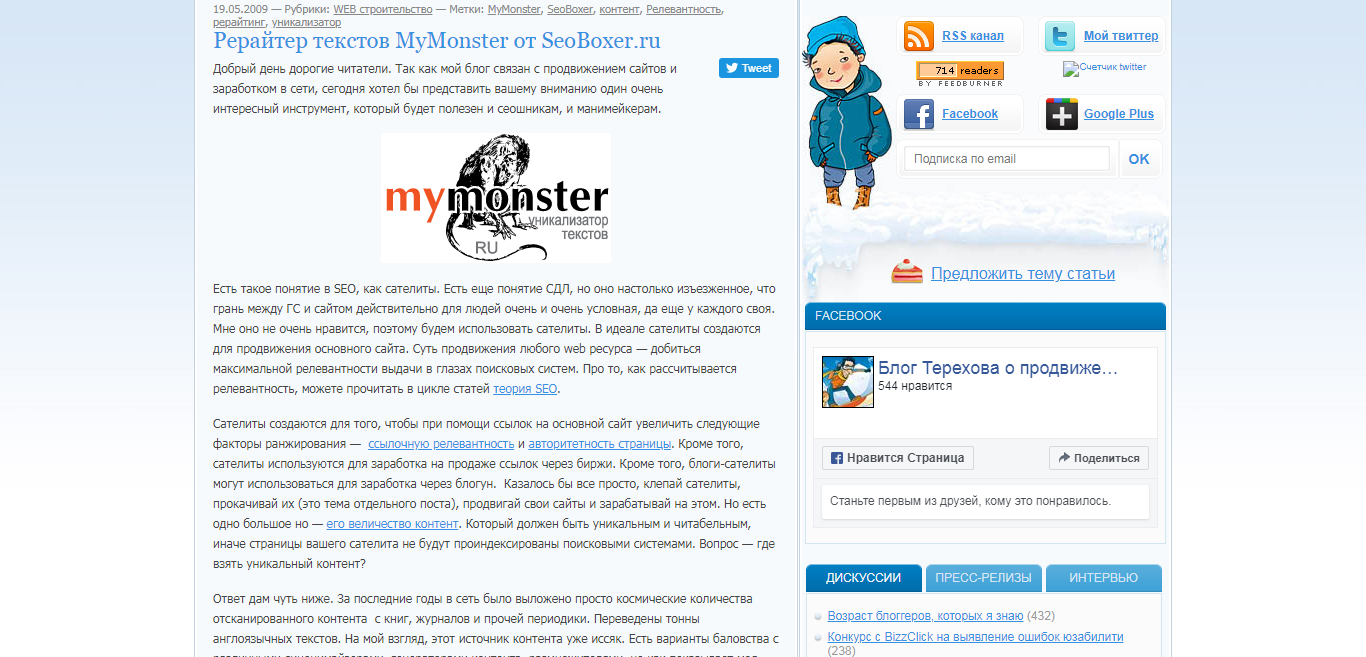 19.05.2009 — Рубрики: WEB строительство — Метки: MyMonster, SeoBoxer, контент, Релевантность,
рерайтинг, уникализатор
Рерайтер текстов MyMonster от SeoBoxer.ru
Добрый день дорогие читатели. Так как мой блог связан с продвижением сайтов и
заработком в сети, сегодня хотел бы представить вашему вниманию один очень
интересный инструмент, который будет полезен и сеошникам, и манимейкерам.
Tweet
mymonster
уникализатор
текстов
RU
Есть такое понятие в SEO, как сателиты. Есть еще понятие СДЛ, но оно настолько изъезженное, что
грань между ГС и сайтом действительно для людей очень и очень условная, да еще у каждого своя.
Мне оно не очень нравится, поэтому будем использовать сателиты. В идеале сателиты создаются
для продвижения основного сайта. Суть продвижения любого web ресурса — добиться
максимальной релевантности выдачи в глазах поисковых систем. Про то, как рассчитывается
релевантность, можете прочитать в цикле статей теория SEO.
Сателиты создаются для того, чтобы при помощи ссылок на основной сайт увеличить следующие
факторы ранжирования — ссылочную релевантность и авторитетность страницы. Кроме того,
сателиты используются для заработка на продаже ссылок через биржи. Кроме того, блоги-сателиты
могут использоваться для заработка через блогун. Казалось бы все просто, клепай сателиты,
прокачивай их (это тема отдельного поста), продвигай свои сайты и зарабатывай на этом. Но есть
одно большое но — его величество контент. Который должен быть уникальным и читабельным,
иначе страницы вашего сателита не будут проиндексированы поисковыми системами. Вопрос — где
взять уникальный контент?
Ответ дам чуть ниже. За последние годы в сеть было выложено просто космические количества
отсканированного контента с книг, журналов и прочей периодики. Переведены тонны
англоязычных текстов. На мой взгляд, этот источник контента уже иссяк. Есть варианты баловства с
RSS канал
Мой твиттер
714 readers
BY FEEDBURNER
Счетчик twitter
Facebook
Google Plus
Подписка по email
OK
Предложить тему статьи
FACEBOOK
Блог Терехова о продвиже…
544 нравится
Нравится Страница
Поделиться
Станьте первым из друзей, кому это понравилось.
ДИСКУССИИ
ПРЕСС-РЕЛИЗЫ
ИНТЕРВЬЮ
Возраст блоггеров, которых я знаю (432)
Конкурс с BizzClick на выявление ошибок юзабилити
(238)